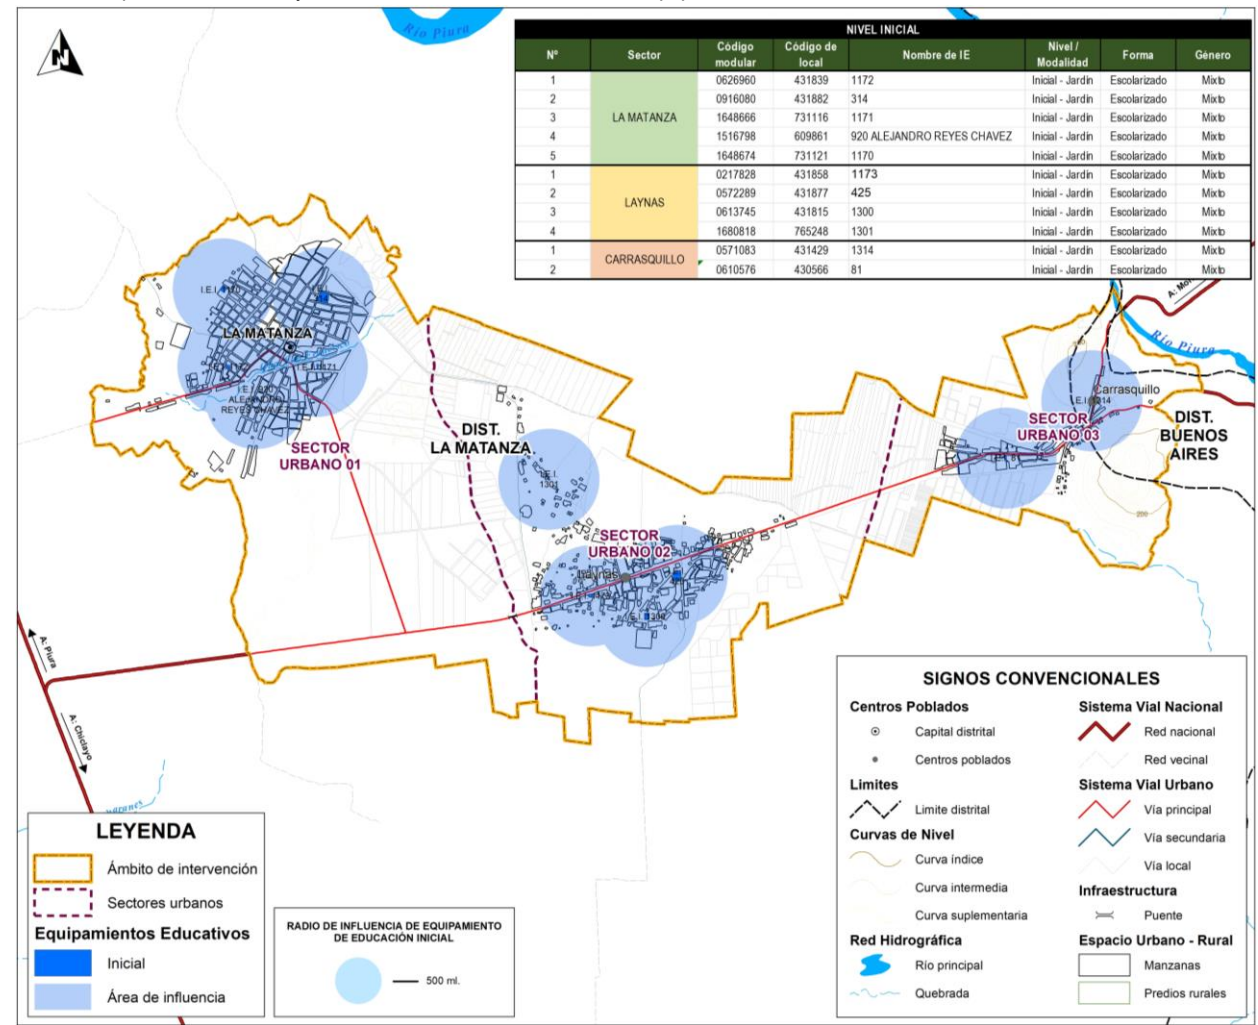 Río Piura
N
NIVEL INICIAL
Nº Sector Código modular Código de local Nombre de IE Nivel / Modalidad Forma Género
1 LA MATANZA 0626960 431839 1172 Inicial - Jardín Escolarizado Mixto
2 0916080 431882 314 Inicial - Jardín Escolarizado Mixto
3 1648666 731116 1171 Inicial - Jardín Escolarizado Mixto
4 1516798 609861 920 ALEJANDRO REYES CHAVEZ Inicial - Jardín Escolarizado Mixto
5 1648674 731121 1170 Inicial - Jardín Escolarizado Mixto
1 LAYNAS 0217828 431858 1173 Inicial - Jardín Escolarizado Mixto
2 0572289 431877 425 Inicial - Jardín Escolarizado Mixto
3 0613745 431815 1300 Inicial - Jardín Escolarizado Mixto
4 1680818 765248 1301 Inicial - Jardín Escolarizado Mixto
1 CARRASQUILLO 0571083 431429 1314 Inicial - Jardín Escolarizado Mixto
2 0610576 430566 81 Inicial - Jardín Escolarizado Mixto
Río Piura
I.E.I.
LA MATANZA
I.E.I. 1171
ALEJANDRO
REYES CHAVEZ
SECTOR
URBANO 01
DIST.
LA MATANZA
I.E.I.
1301
SECTOR
URBANO 02
Laynas
Carrasquillo
E.I. 1314
SECTOR
URBANO 03
DIST.
BUENOS
AIRES
200
A: Piura
A: Chiclayo
LEYENDA
Ámbito de intervención
Sectores urbanos
Equipamientos Educativos
Inicial
Área de influencia
RADIO DE INFLUENCIA DE EQUIPAMIENTO
DE EDUCACIÓN INICIAL
500 ml.
SIGNOS CONVENCIONALES
Centros Poblados
Capital distrital
Centros poblados
Limites
Limite distrital
Curvas de Nivel
Curva índice
Curva intermedia
Curva suplementaria
Red Hidrográfica
Río principal
Quebrada
Sistema Vial Nacional
Red nacional
Red vecinal
Sistema Vial Urbano
Vía principal
Vía secundaria
Vía local
Infraestructura
Puente
Espacio Urbano - Rural
Manzanas
Predios rurales